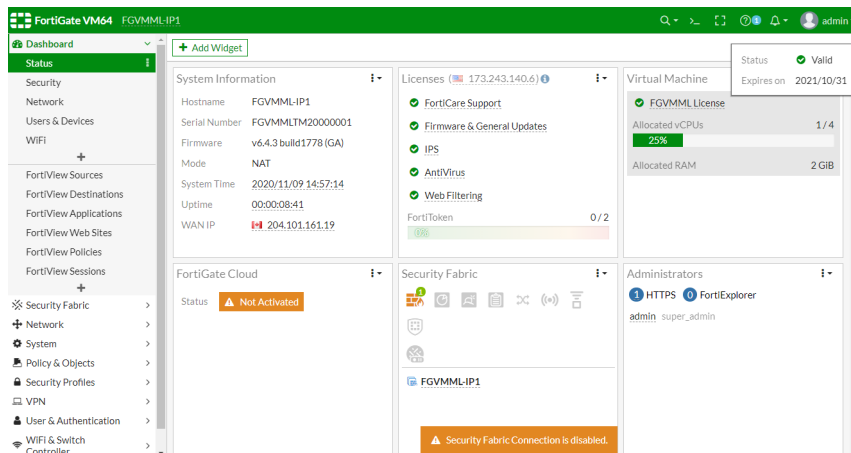 FortiGate VM64 FGVMML-IP1
1
admin
Dashboard
Status
Security
Network
Users & Devices
WiFi
FortiView Sources
FortiView Destinations
FortiView Applications
FortiView Web Sites
FortiView Policies
FortiView Sessions
Security Fabric
Network
System
Policy & Objects
Security Profiles
VPN
User & Authentication
WiFi & Switch
Controller
+ Add Widget
System Information
Hostname FGVMML-IP1
Serial Number FGVMMLTM20000001
Firmware v6.4.3 build1778 (GA)
Mode NAT
System Time 2020/11/09 14:57:14
Uptime 00:00:08:41
WAN IP 204.101.161.19
Licenses (173.243.140.6)
FortiCare Support
Firmware & General Updates
IPS
AntiVirus
Web Filtering
FortiToken 0/2
0%
Virtual Machine
Status Valid
Expires on 2021/10/31
FGVMML License
Allocated vCPUs 1/4
25%
Allocated RAM 2 GiB
FortiGate Cloud
Status Not Activated
Security Fabric
1
FGVMML-IP1
Security Fabric Connection is disabled.
Administrators
1 HTTPS 0 FortiExplorer
admin super_admin